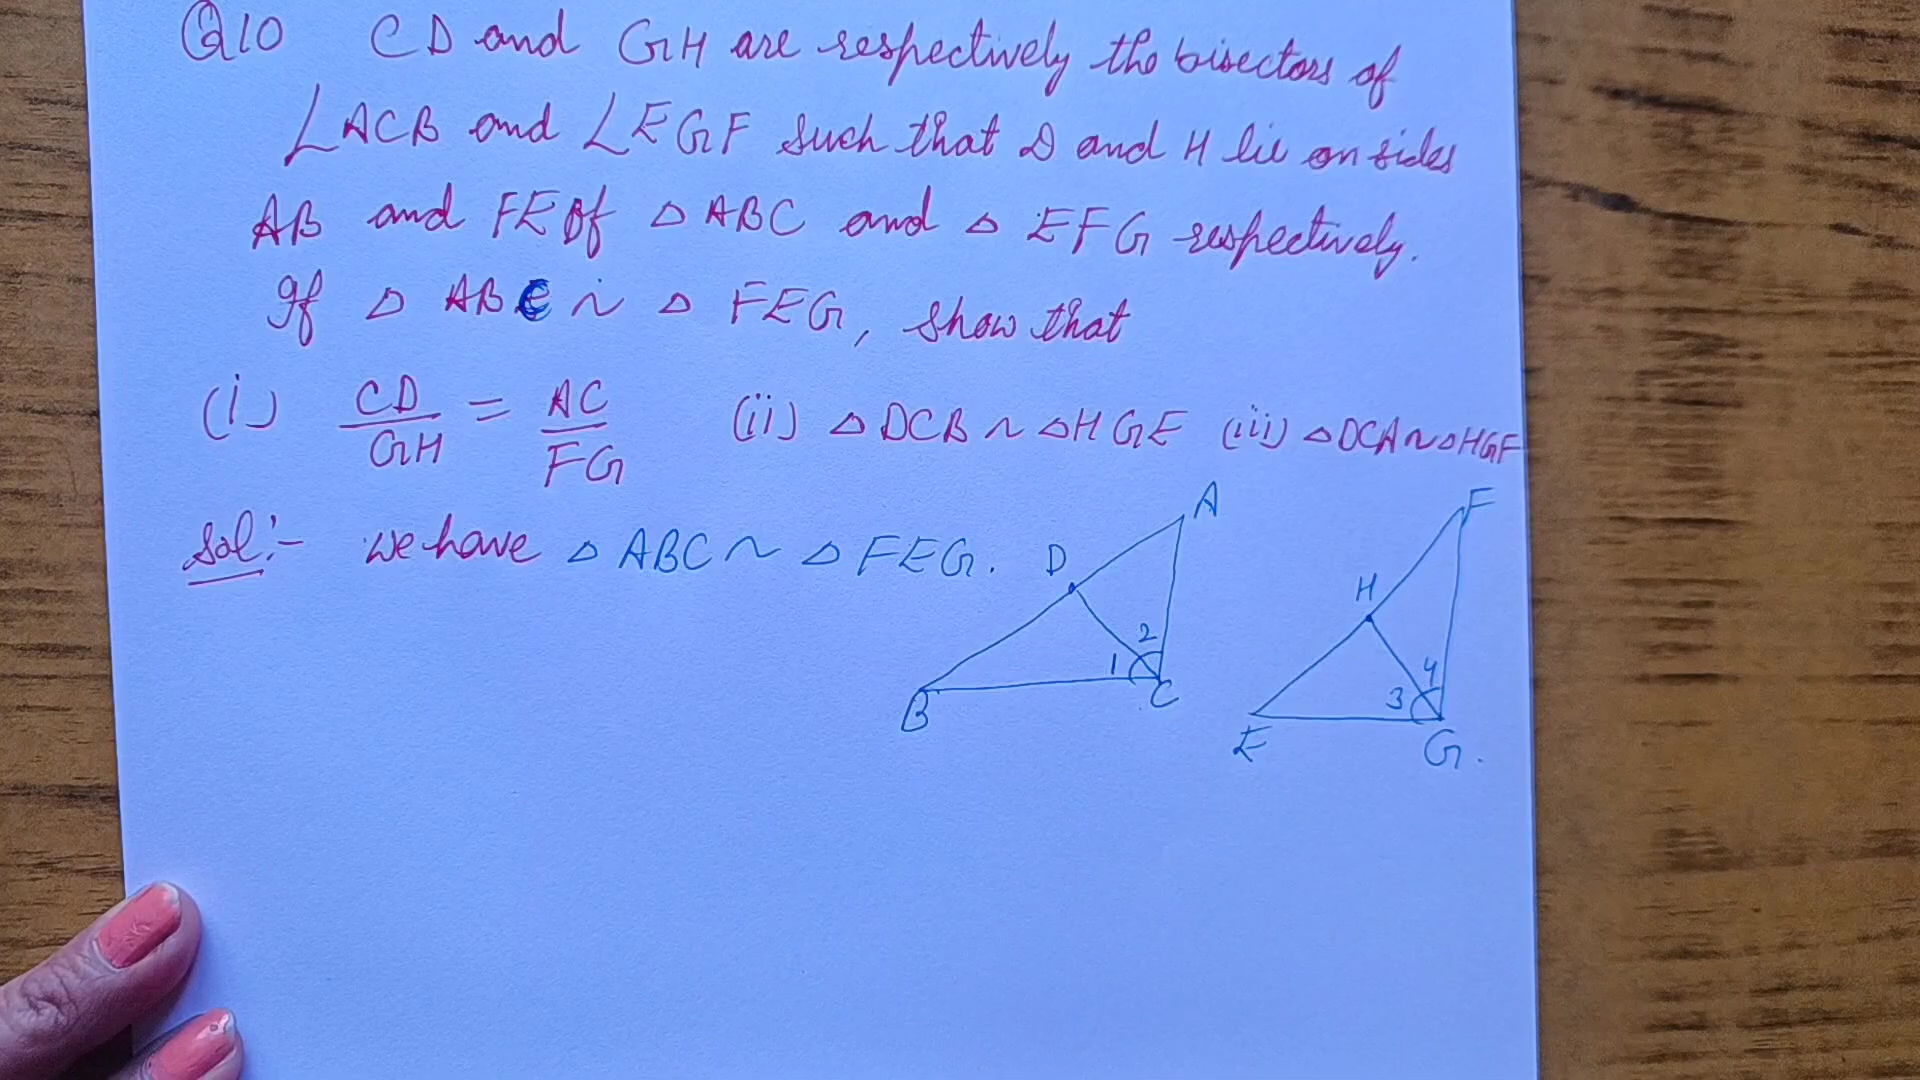 Q10 CD and GH are respectively the bisectors of
∠ACB and ∠EGF such that D and H lie on sides
AB and FE of △ ABC and △ EFG respectively.
If △ ABC ~ △ FEG, show that
(i) CD/GH = AC/FG (ii) △DCB ~ △HGE (iii) △DCA ~ △HGF
Sol:- we have △ABC ~ △FEG.
A
F
D
H
2
1
4
3
B
C
E
G.